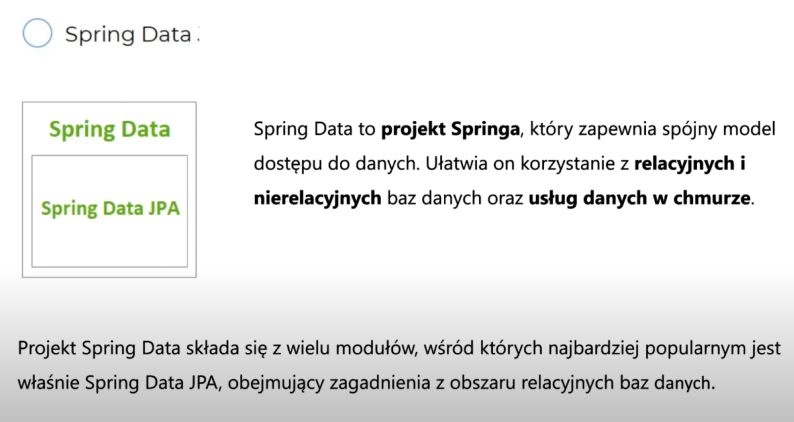 Spring Data
Spring Data
Spring Data JPA
Spring Data to projekt Springa, który zapewnia spójny model
dostępu do danych. Ułatwia on korzystanie z relacyjnych i
nierelacyjnych baz danych oraz usług danych w chmurze.
Projekt Spring Data składa się z wielu modułów, wśród których najbardziej popularnym jest
właśnie Spring Data JPA, obejmujący zagadnienia z obszaru relacyjnych baz danych.